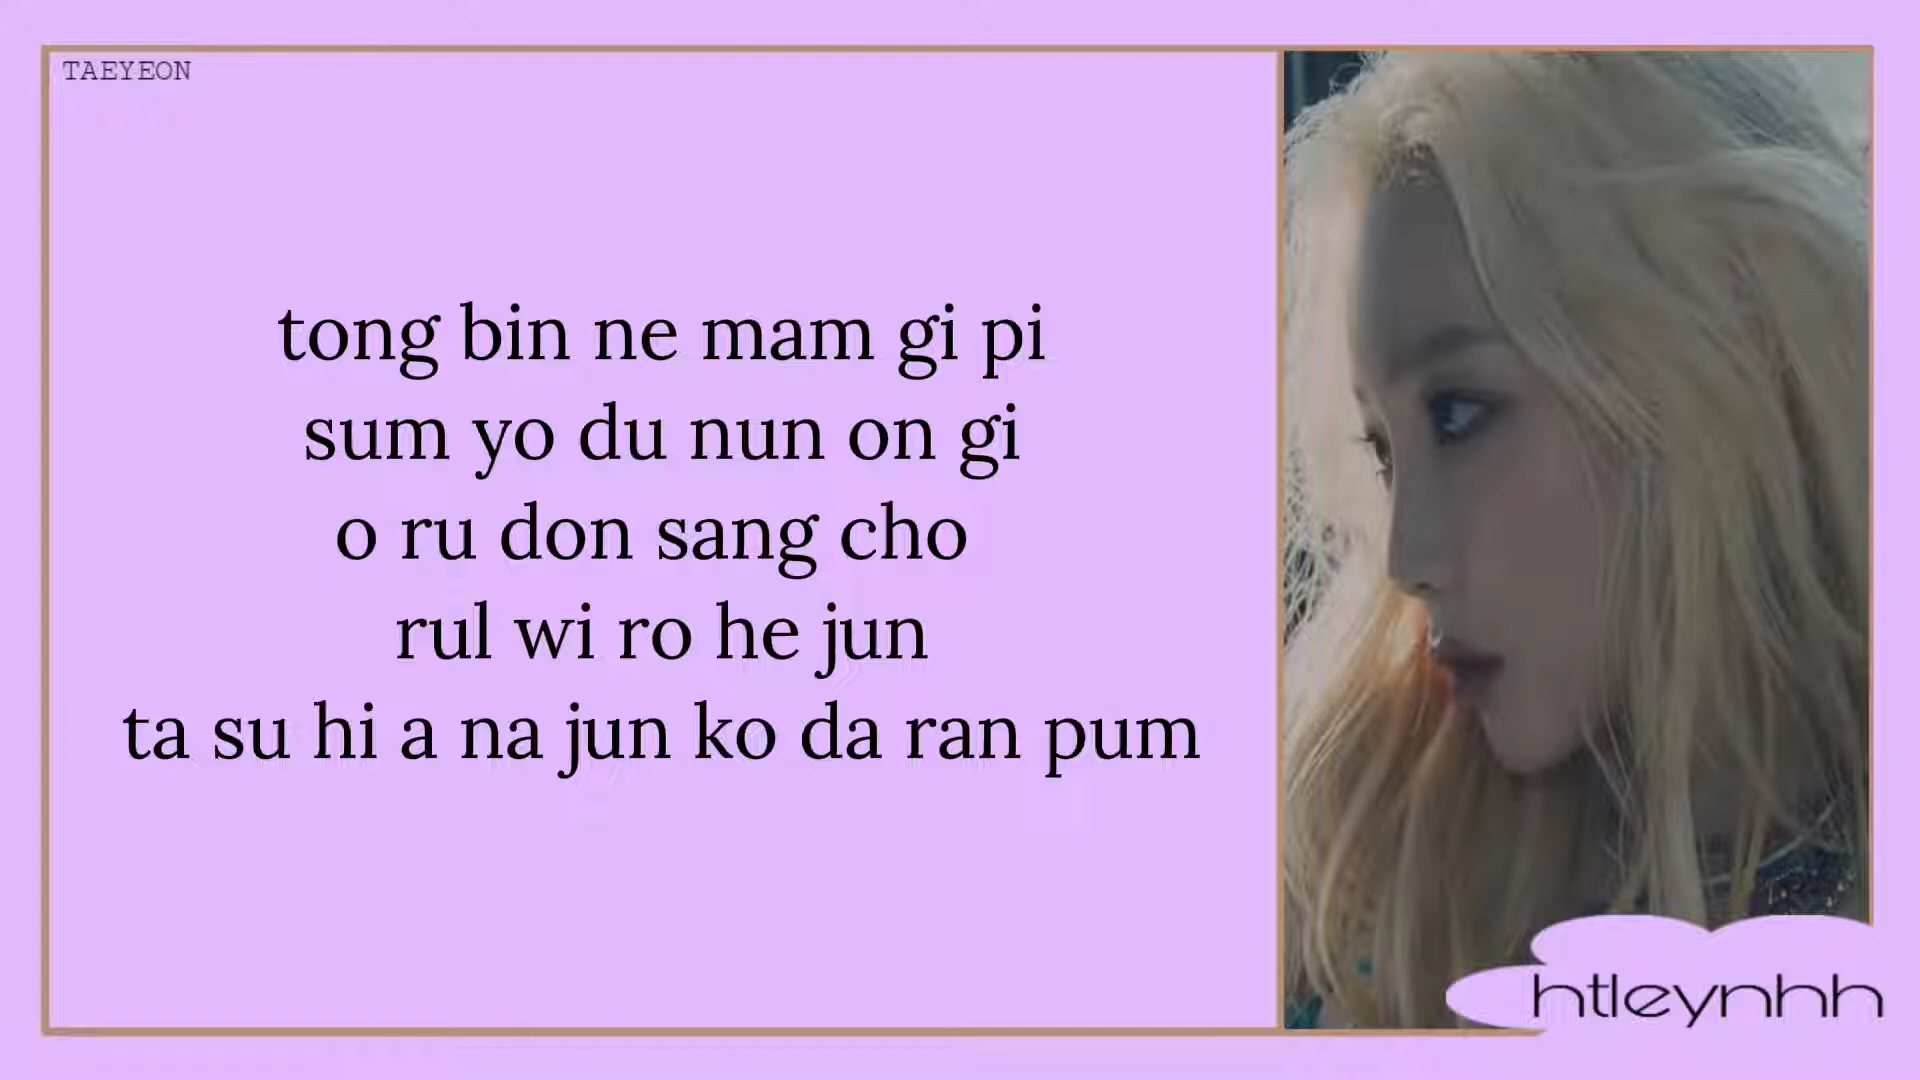 TAEYEON
tong bin ne mam gi pi
sum yo du nun on gi
o ru don sang cho
rul wi ro he jun
ta su hi a na jun ko da ran pum
htleynhh